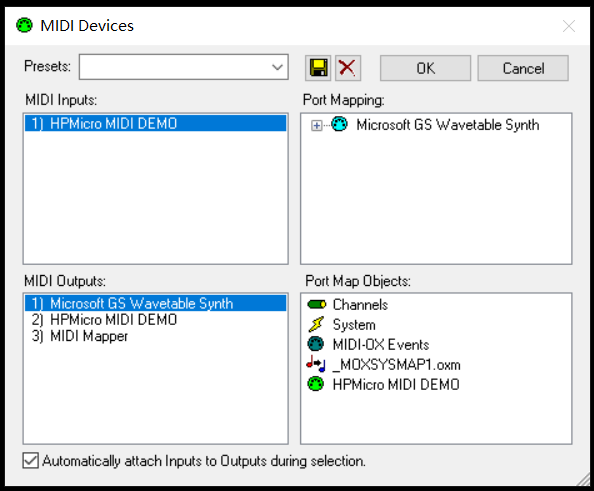 MIDI Devices
Presets:
OK
Cancel
MIDI Inputs:
1) HPMicro MIDI DEMO
Port Mapping:
Microsoft GS Wavetable Synth
MIDI Outputs:
1) Microsoft GS Wavetable Synth
2) HPMicro MIDI DEMO
3) MIDI Mapper
Port Map Objects:
Channels
System
MIDI-OX Events
_MOXSYSMAP1.oxm
HPMicro MIDI DEMO
Automatically attach Inputs to Outputs during selection.